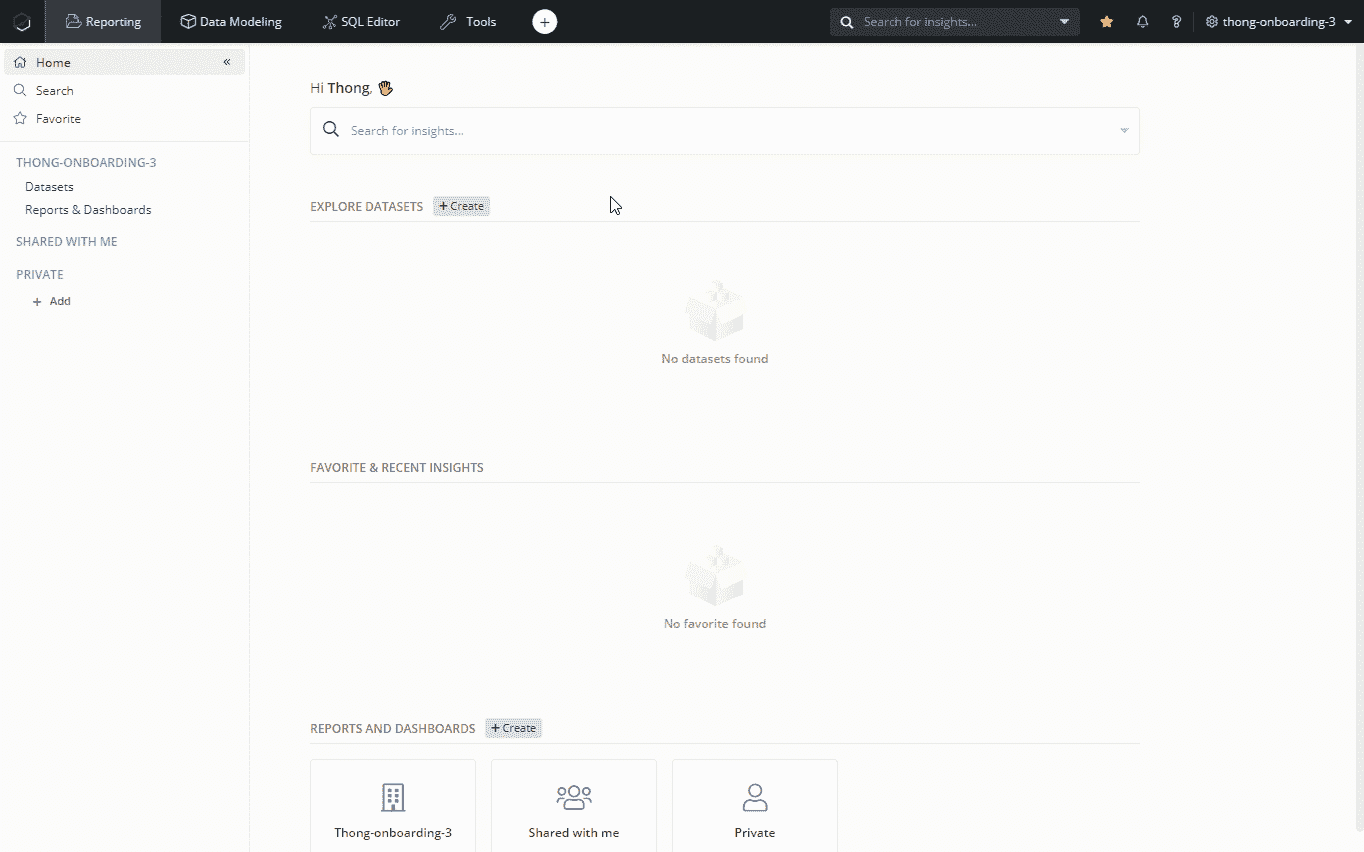 Reporting Data Modeling SQL Editor Tools Search for insights... thong-onboarding-3
Home
Search
Favorite
THONG-ONBOARDING-3
Datasets
Reports & Dashboards
SHARED WITH ME
PRIVATE
+ Add
Hi Thong, 👋
Search for insights...
EXPLORE DATASETS + Create
No datasets found
FAVORITE & RECENT INSIGHTS
No favorite found
REPORTS AND DASHBOARDS + Create
Thong-onboarding-3 Shared with me Private